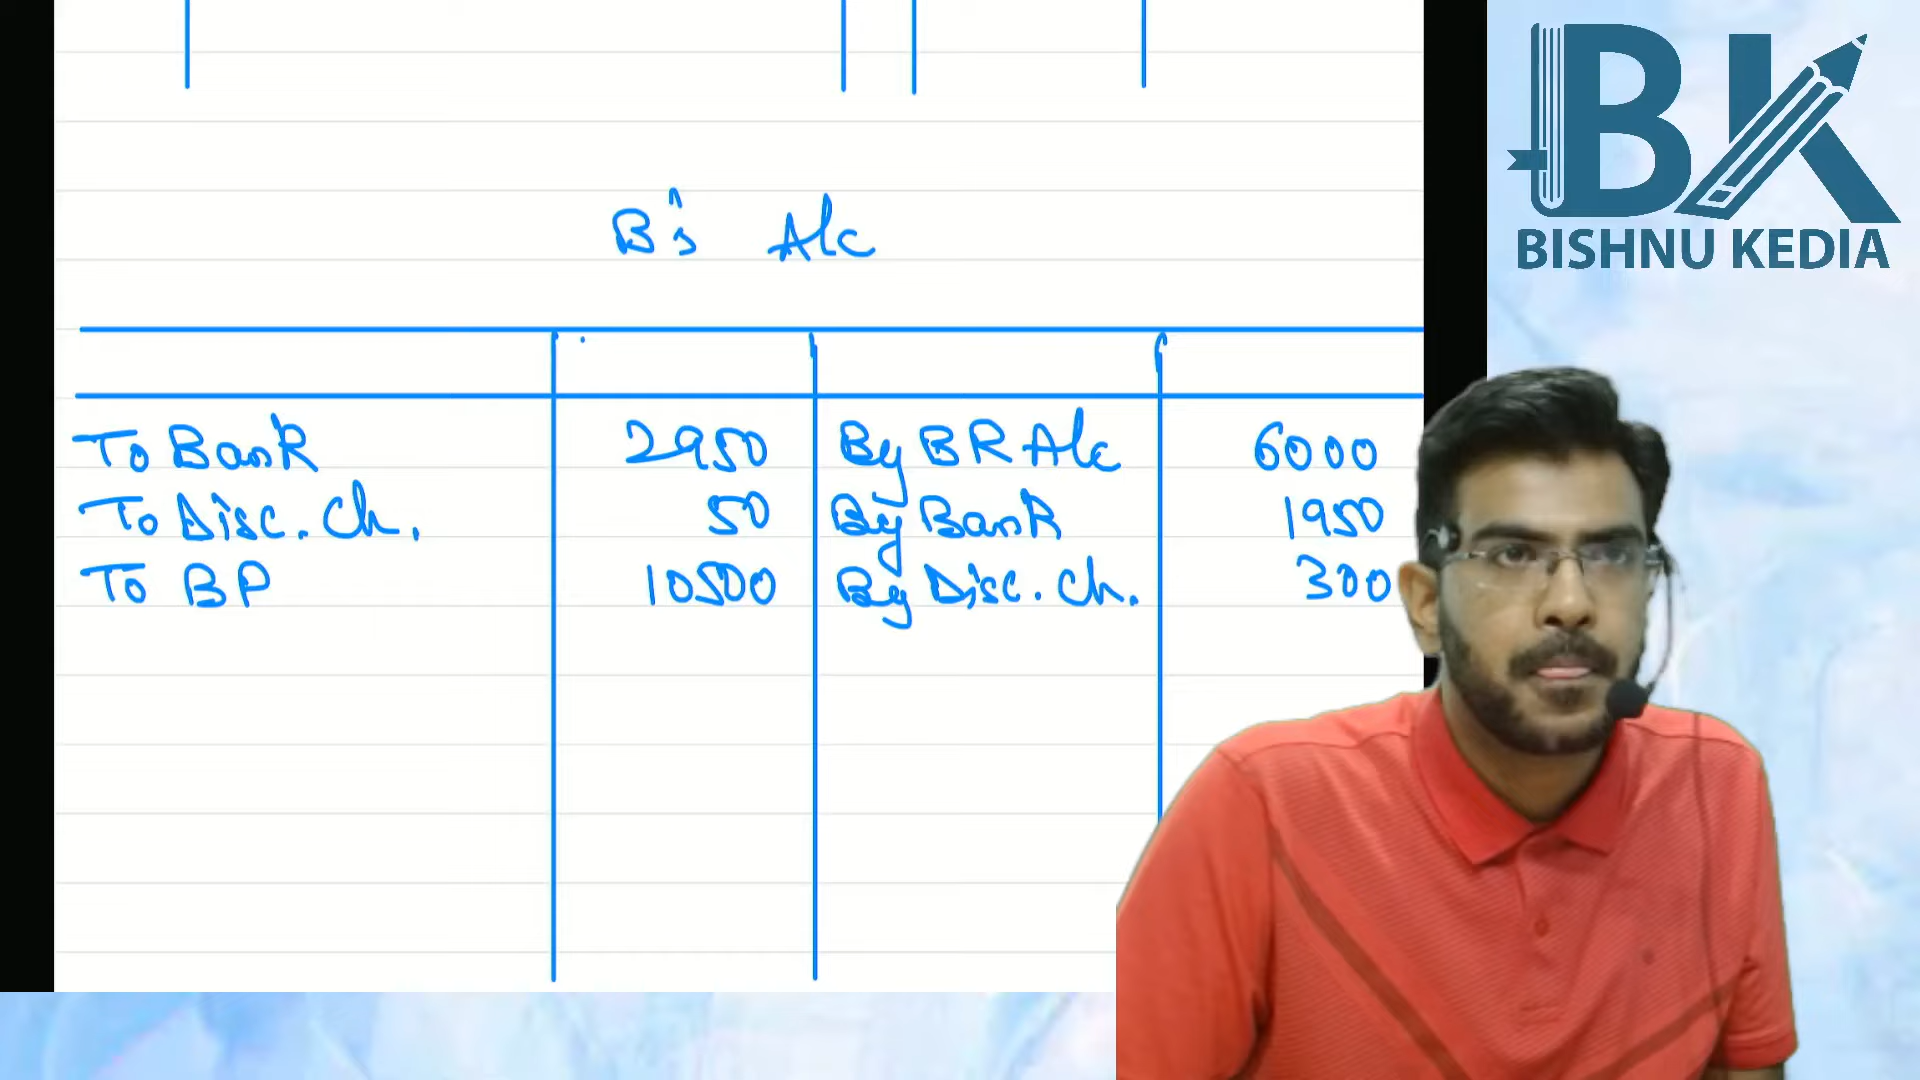 BK
BISHNU KEDIA
B's A/c
To Bank 2950 By BR A/c 6000
To Disc. Ch. 50 By Bank 1950
To BP 10500 By Disc. Ch. 300